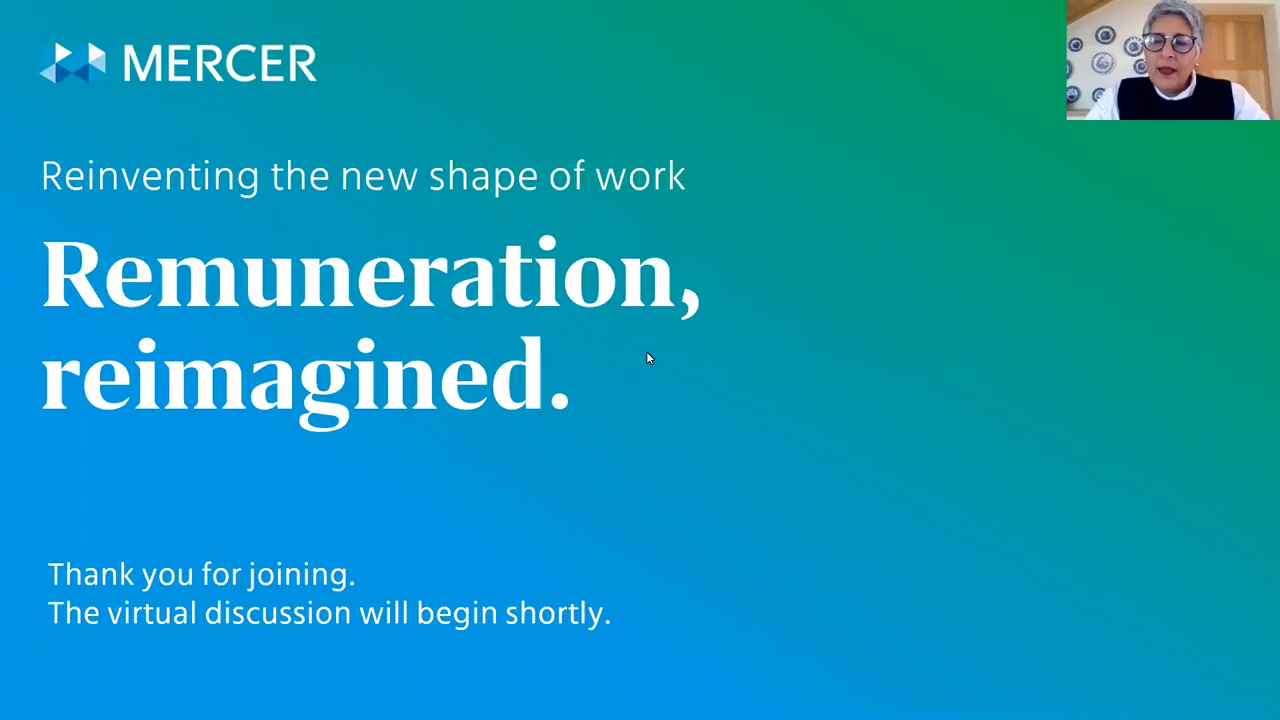 MERCER
Reinventing the new shape of work
Remuneration,
reimagined.
Thank you for joining.
The virtual discussion will begin shortly.